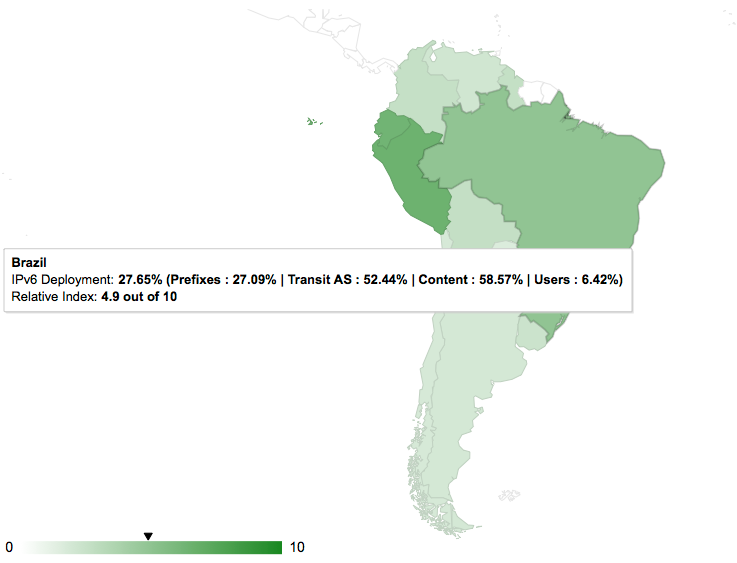 Brazil
IPv6 Deployment: 27.65% (Prefixes : 27.09% | Transit AS : 52.44% | Content : 58.57% | Users : 6.42%)
Relative Index: 4.9 out of 10
0 10